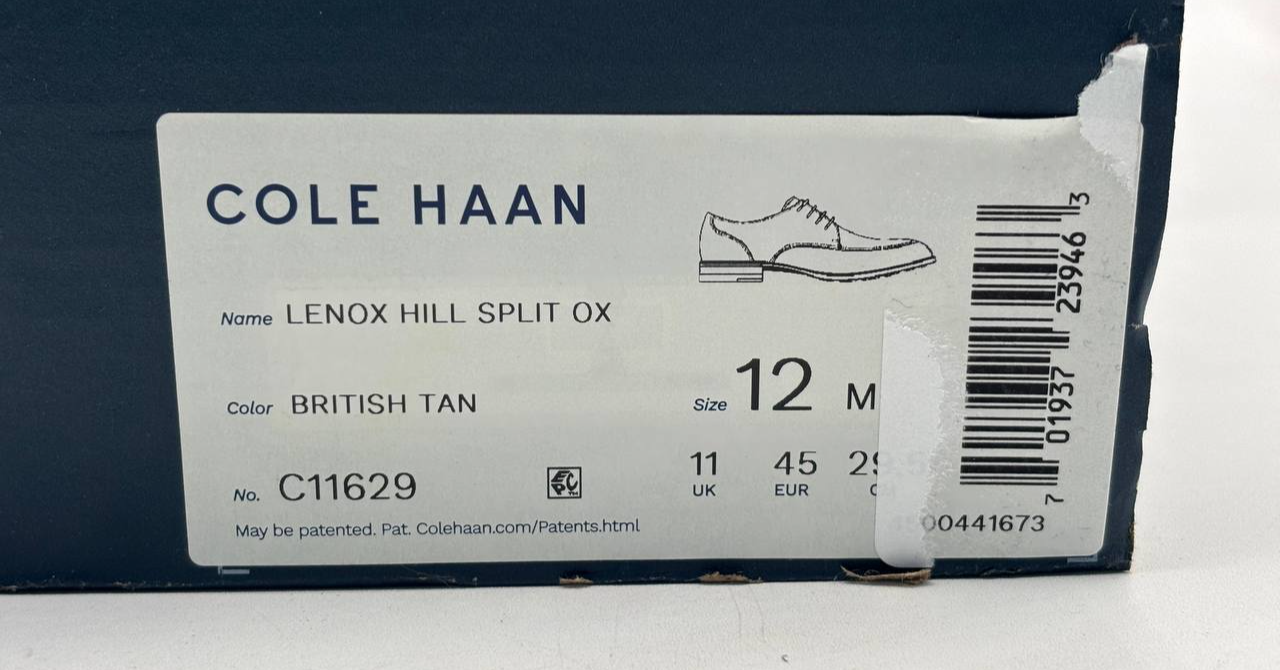 COLE HAAN
Name LENOX HILL SPLIT OX
Color BRITISH TAN
Size 12 M
11 45
UK EUR
No. C11629
May be patented. Pat. Colehaan.com/Patents.html
7 01937 23946 3